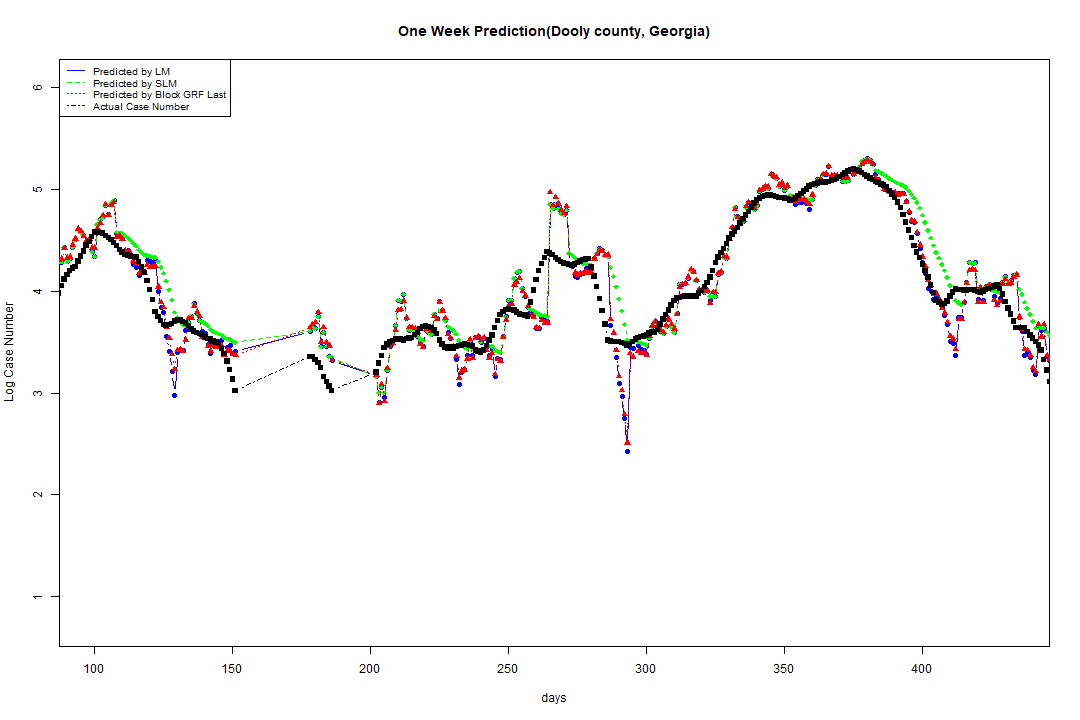 One Week Prediction(Dooly county, Georgia)
Predicted by LM
Predicted by SLM
Predicted by Block GRF Last
Actual Case Number
6
5
4
3
2
1
Log Case Number
100 150 200 250 300 350 400
days